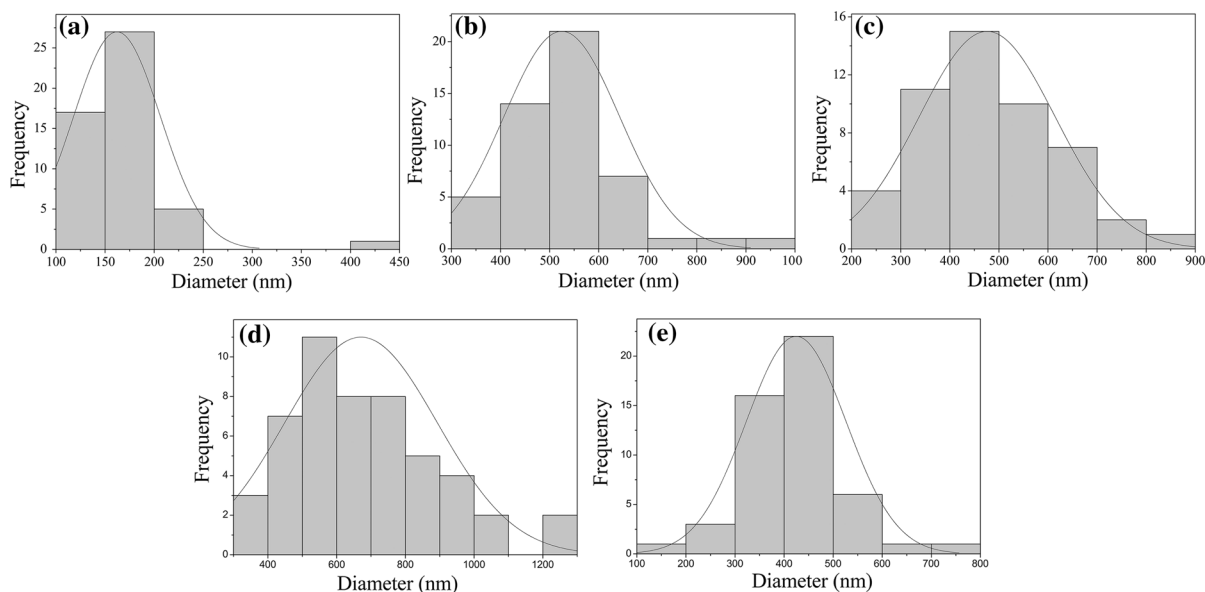 (a)
Frequency
25
20
15
10
5
0
100 150 200 250 300 350 400 450
Diameter (nm)
(b)
Frequency
20
15
10
5
0
300 400 500 600 700 800 900 100
Diameter (nm)
(c)
Frequency
16
12
8
4
0
200 300 400 500 600 700 800 900
Diameter (nm)
(d)
Frequency
10
8
6
4
2
0
400 600 800 1000 1200
Diameter (nm)
(e)
Frequency
20
15
10
5
0
100 200 300 400 500 600 700 800
Diameter (nm)